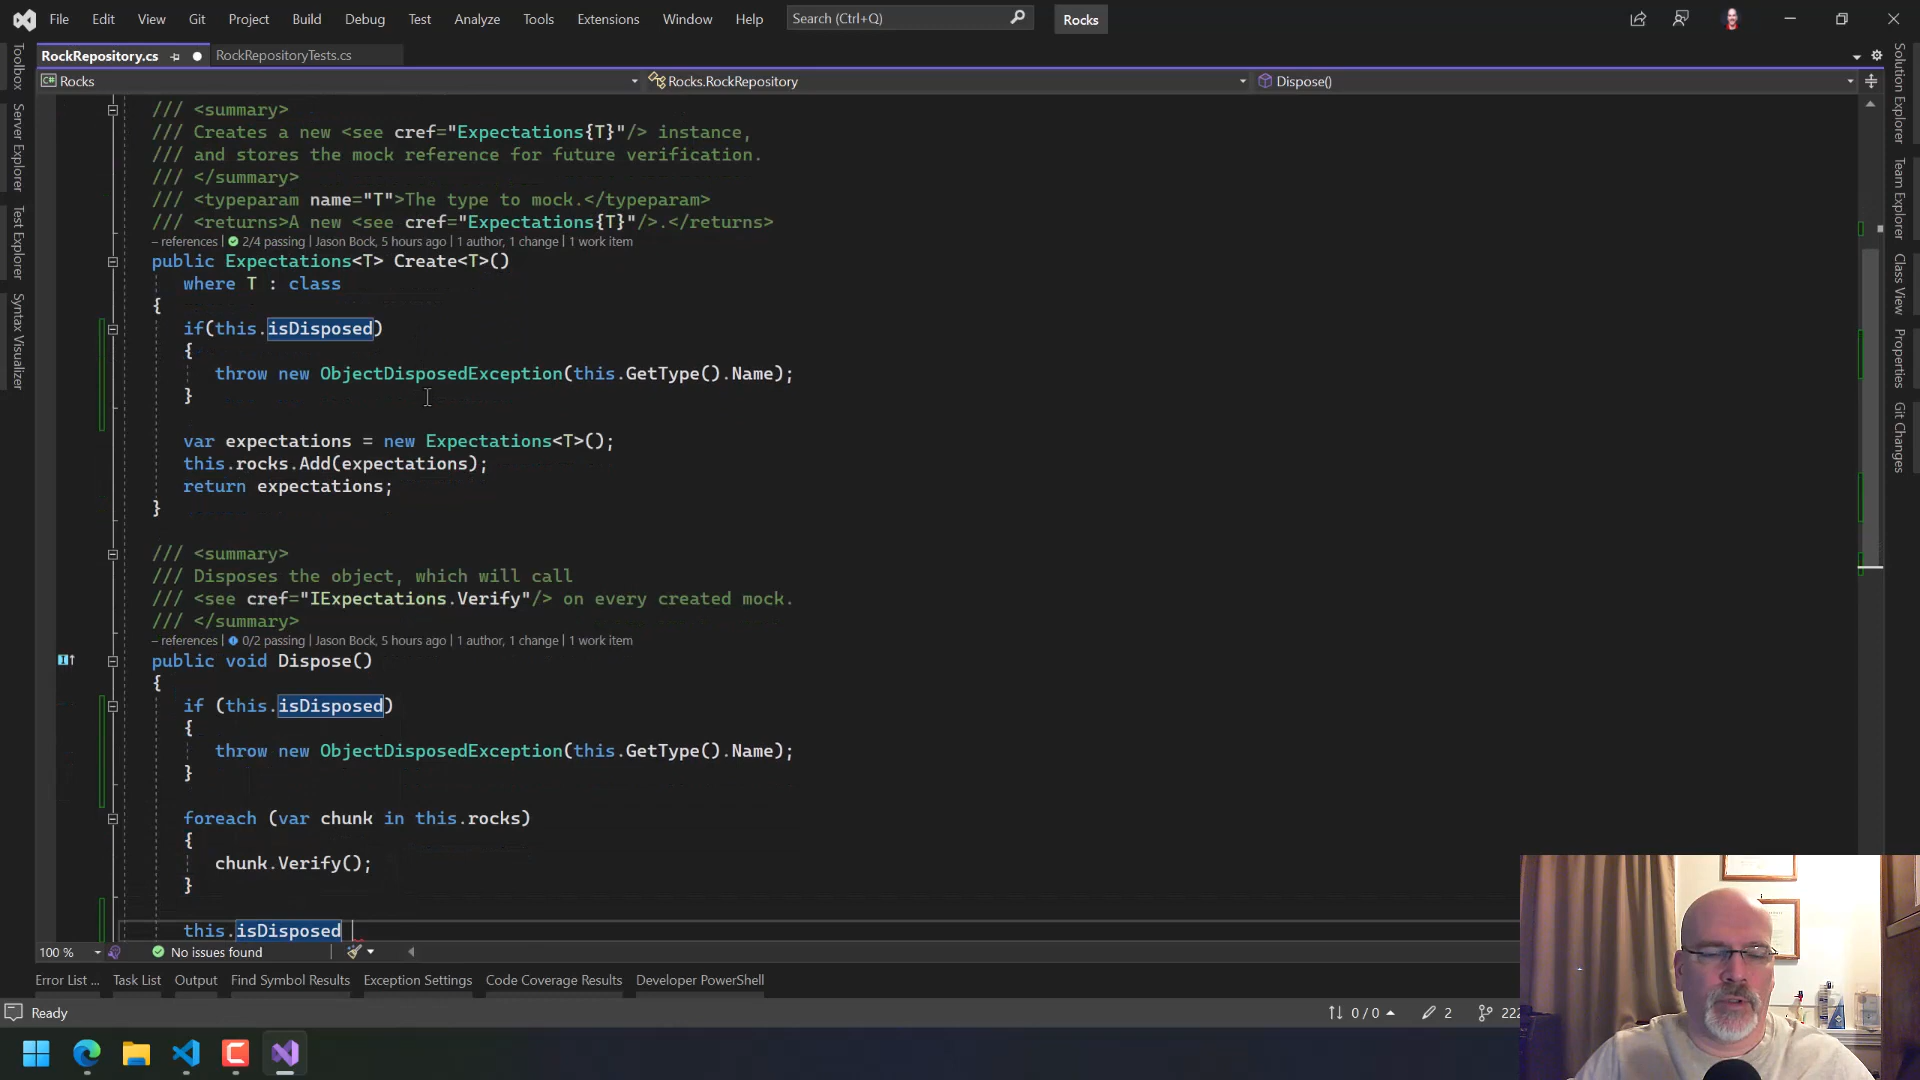 File Edit View Git Project Build Debug Test Analyze Tools Extensions Window Help Search (Ctrl+Q) Rocks
RockRepository.cs RockRepositoryTests.cs
Rocks Rocks.RockRepository Dispose()
Toolbox
Server Explorer
Test Explorer
Syntax Visualizer
/// <summary>
/// Creates a new <see cref="Expectations{T}"/> instance,
/// and stores the mock reference for future verification.
/// </summary>
/// <typeparam name="T">The type to mock.</typeparam>
/// <returns>A new <see cref="Expectations{T}"/>.</returns>
– references | 2/4 passing | Jason Bock, 5 hours ago | 1 author, 1 change | 1 work item
public Expectations<T> Create<T>()
where T : class
{
if(this.isDisposed)
{
throw new ObjectDisposedException(this.GetType().Name);
}
var expectations = new Expectations<T>();
this.rocks.Add(expectations);
return expectations;
}
/// <summary>
/// Disposes the object, which will call
/// <see cref="IExpectations.Verify"/> on every created mock.
/// </summary>
– references | 0/2 passing | Jason Bock, 5 hours ago | 1 author, 1 change | 1 work item
public void Dispose()
{
if (this.isDisposed)
{
throw new ObjectDisposedException(this.GetType().Name);
}
foreach (var chunk in this.rocks)
{
chunk.Verify();
}
this.isDisposed
Solution Explorer
Team Explorer
Class View
Properties
Git Changes
100 % No issues found
Error List ... Task List Output Find Symbol Results Exception Settings Code Coverage Results Developer PowerShell
Ready 0 / 0 2 222